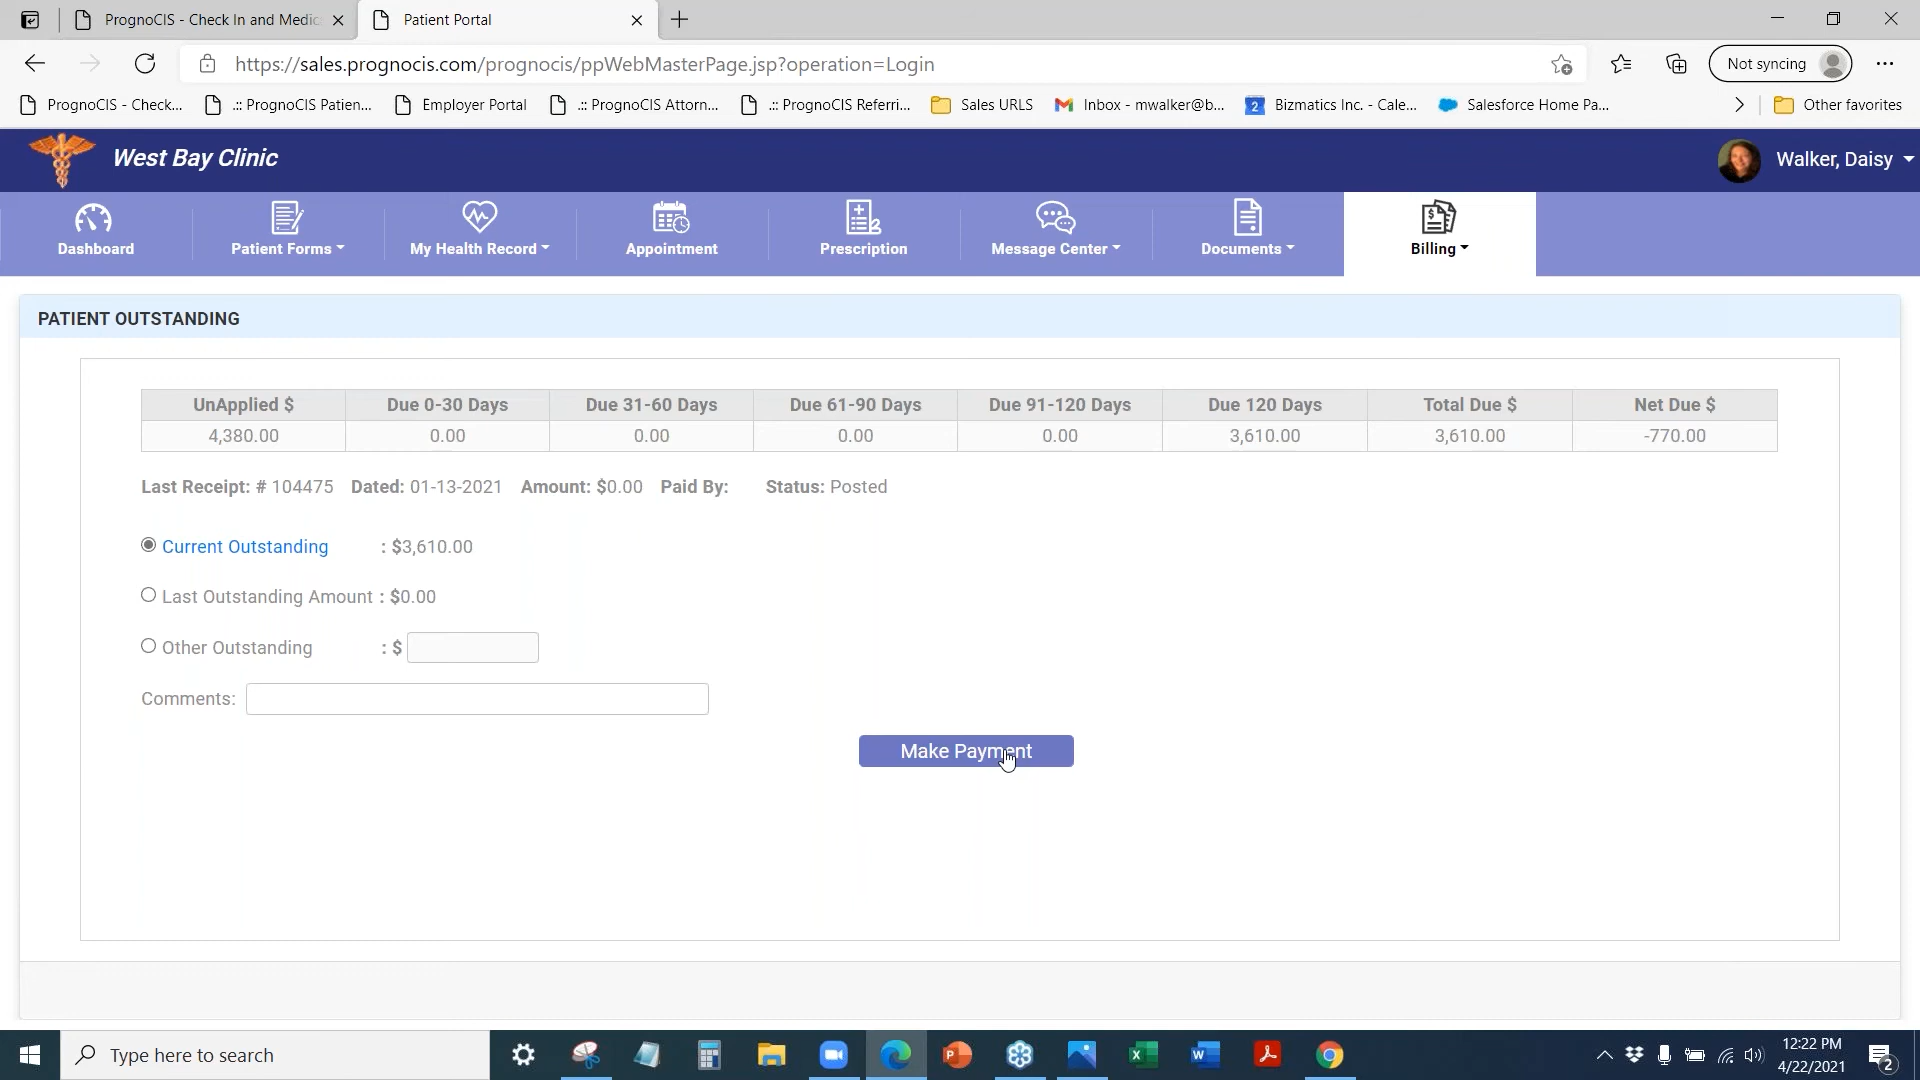 PrognoCIS - Check In and Medic
Patient Portal
https://sales.prognocis.com/prognocis/ppWebMasterPage.jsp?operation=Login
Not syncing
PrognoCIS - Check...
.:: PrognoCIS Patien...
Employer Portal
.:: PrognoCIS Attorn...
.:: PrognoCIS Referri...
Sales URLS
Inbox - mwalker@b...
2
Bizmatics Inc. - Cale...
Salesforce Home Pa...
Other favorites
West Bay Clinic
Walker, Daisy
Dashboard
Patient Forms
My Health Record
Appointment
Prescription
Message Center
Documents
Billing
PATIENT OUTSTANDING
UnApplied $ Due 0-30 Days Due 31-60 Days Due 61-90 Days Due 91-120 Days Due 120 Days Total Due $ Net Due $
4,380.00 0.00 0.00 0.00 0.00 3,610.00 3,610.00 -770.00
Last Receipt: # 104475 Dated: 01-13-2021 Amount: $0.00 Paid By: Status: Posted
Current Outstanding : $3,610.00
Last Outstanding Amount : $0.00
Other Outstanding : $
Comments:
Make Payment
Type here to search
12:22 PM
4/22/2021
2